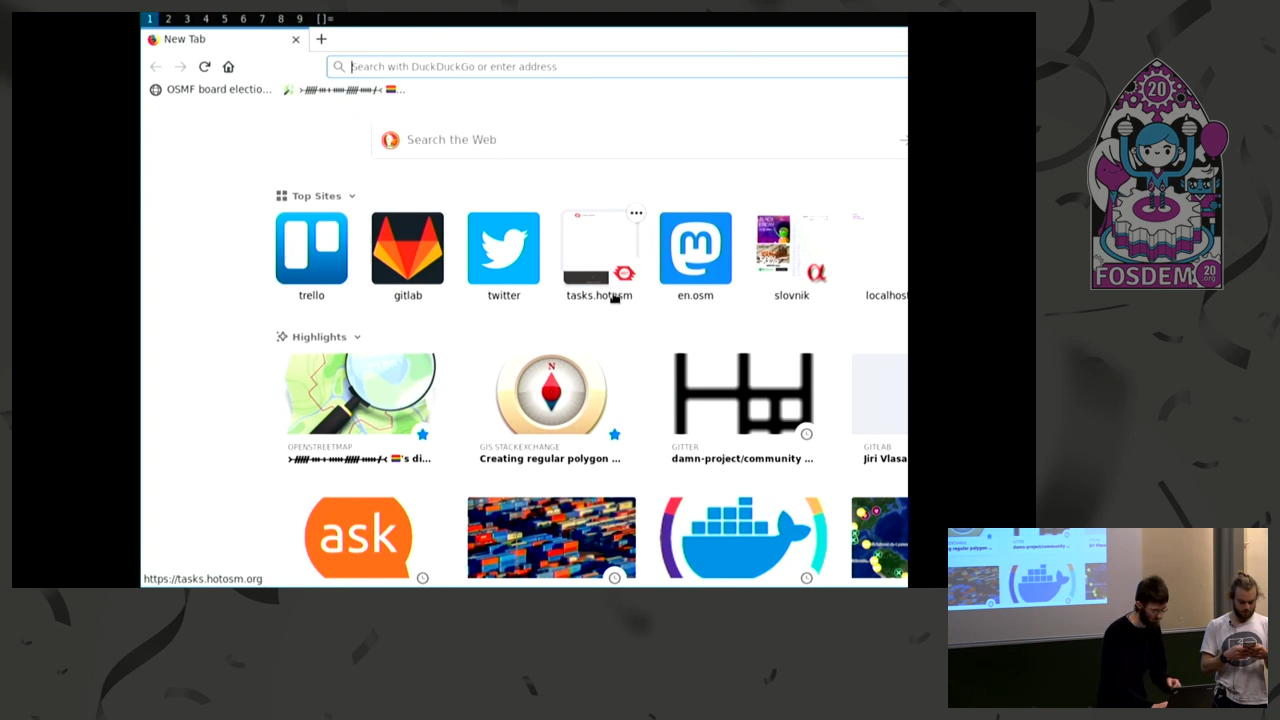 1 2 3 4 5 6 7 8 9 []=
New Tab
Search with DuckDuckGo or enter address
OSMF board electio...
Search the Web
Top Sites
trello
gitlab
twitter
tasks.hotosm
en.osm
slovnik
localhost
Highlights
OPENSTREETMAP
's di...
GIS STACKEXCHANGE
Creating regular polygon ...
GITTER
damn-project/community ...
GITLAB
Jiri Vlasa
ask
https://tasks.hotosm.org
20
FOSDEM 20
.org